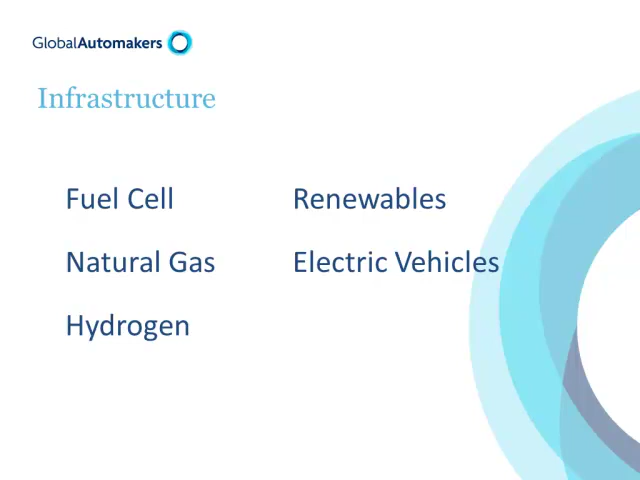 GlobalAutomakers
Infrastructure
Fuel Cell
Natural Gas
Hydrogen
Renewables
Electric Vehicles